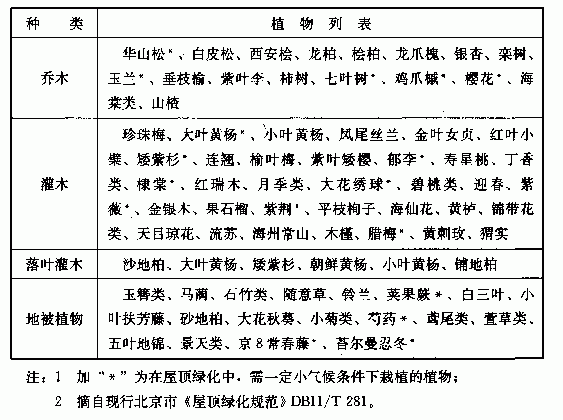 种 类 植 物 列 表
乔木
华山松*、白皮松、西安桧、龙柏、桧柏、龙爪槐、银杏、栾树、
玉兰*、垂枝榆、紫叶李、柿树、七叶树*、鸡爪槭*、樱花*、海
棠类、山楂
灌木
珍珠梅、大叶黄杨*、小叶黄杨、凤尾丝兰、金叶女贞、红叶小
檗、矮紫杉*、连翘、榆叶梅、紫叶矮樱、郁李*、寿星桃、丁香
类、棣棠*、红瑞木、月季类、大花绣球*、碧桃类、迎春、紫
薇*、金银木、果石榴、紫荆*、平枝栒子、海仙花、黄栌、锦带花
类、天目琼花、流苏、海州常山、木槿、腊梅*、黄刺玫、猬实
落叶灌木
沙地柏、大叶黄杨、矮紫杉、朝鲜黄杨、小叶黄杨、铺地柏
地被植物
玉簪类、马蔺、石竹类、随意草、铃兰、荚果蕨*、白三叶、小
叶扶芳藤、砂地柏、大花秋葵、小菊类、芍药*、鸢尾类、萱草类、
五叶地锦、景天类、京8常春藤*、苔尔曼忍冬*
注：1 加“*”为在屋顶绿化中，需一定小气候条件下栽植的植物；
2 摘自现行北京市《屋顶绿化规范》DB11/T 281。